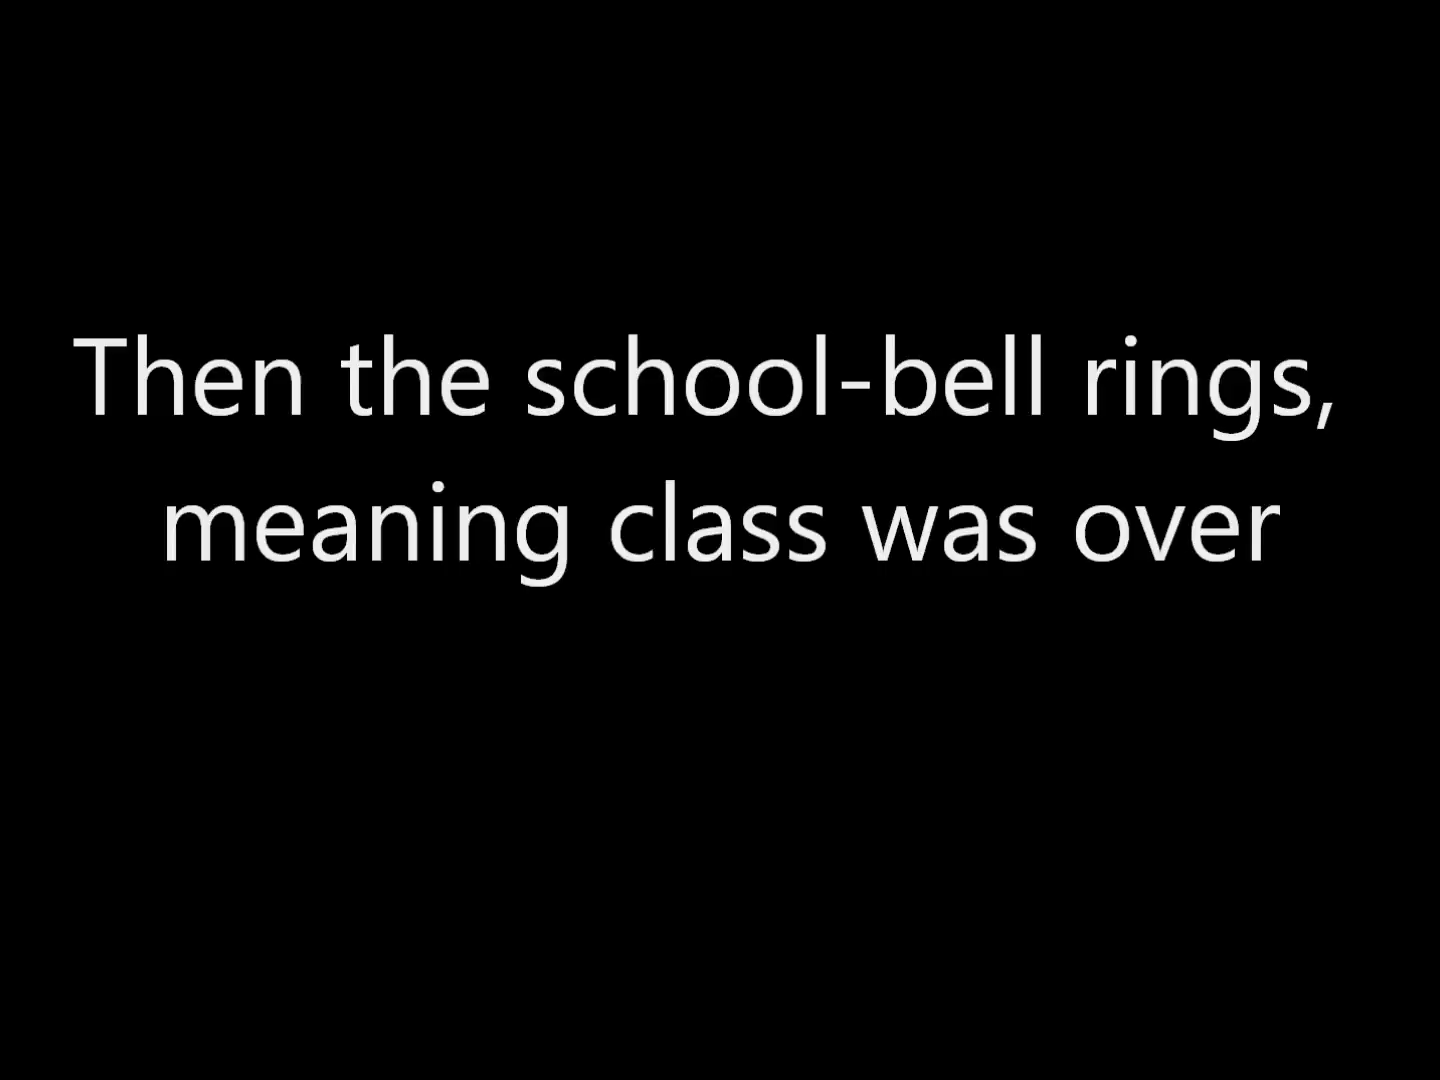 Then the school-bell rings,
meaning class was over